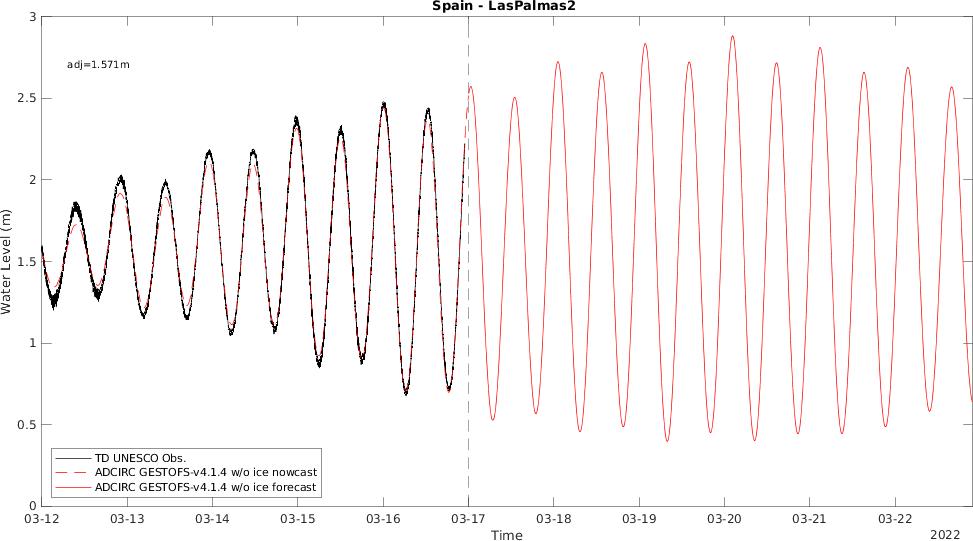 Spain - LasPalmas2
3
2.5
2
1.5
1
0.5
0
Water Level (m)
adj=1.571m
TD UNESCO Obs.
ADCIRC GESTOFS-v4.1.4 w/o ice nowcast
ADCIRC GESTOFS-v4.1.4 w/o ice forecast
03-12 03-13 03-14 03-15 03-16 03-17 03-18 03-19 03-20 03-21 03-22
Time
2022